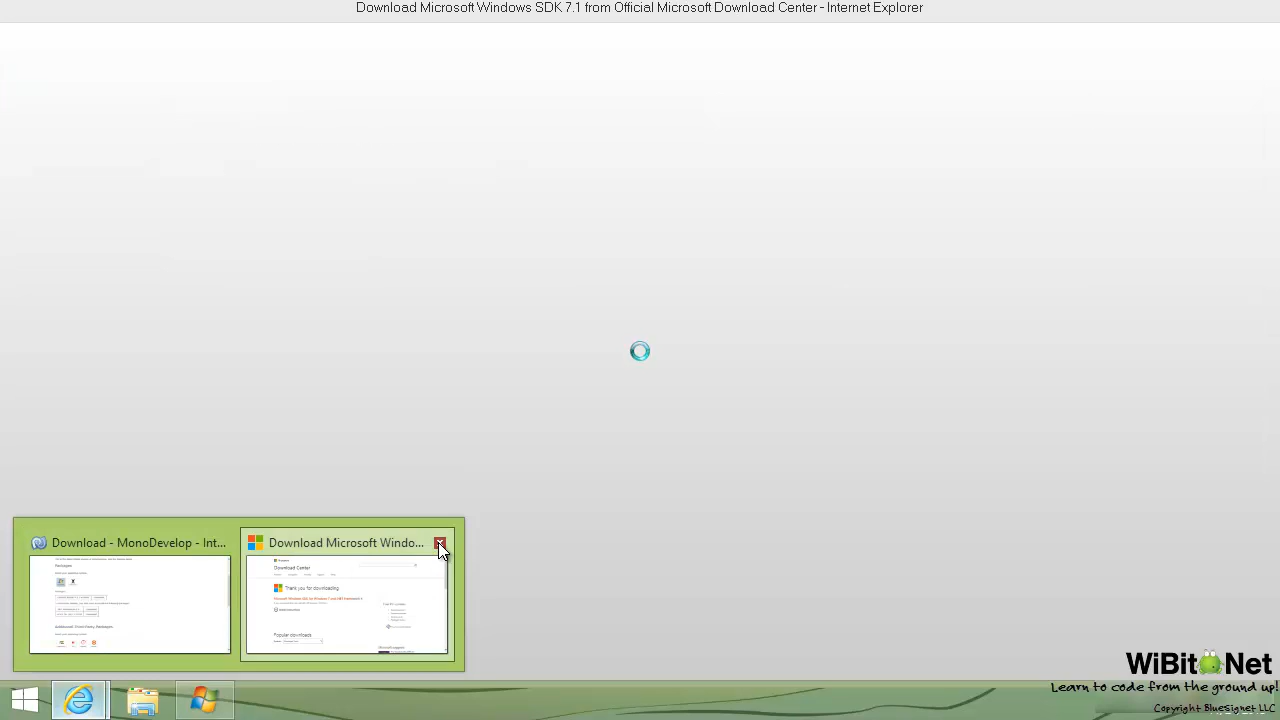 Download Microsoft Windows SDK 7.1 from Official Microsoft Download Center - Internet Explorer
Download - MonoDevelop - Int...
Download Microsoft Windo...
Download Center
Thank you for downloading
Popular downloads
WiBit Net
Learn to code from the ground up!
Copyright BlueSignet LLC